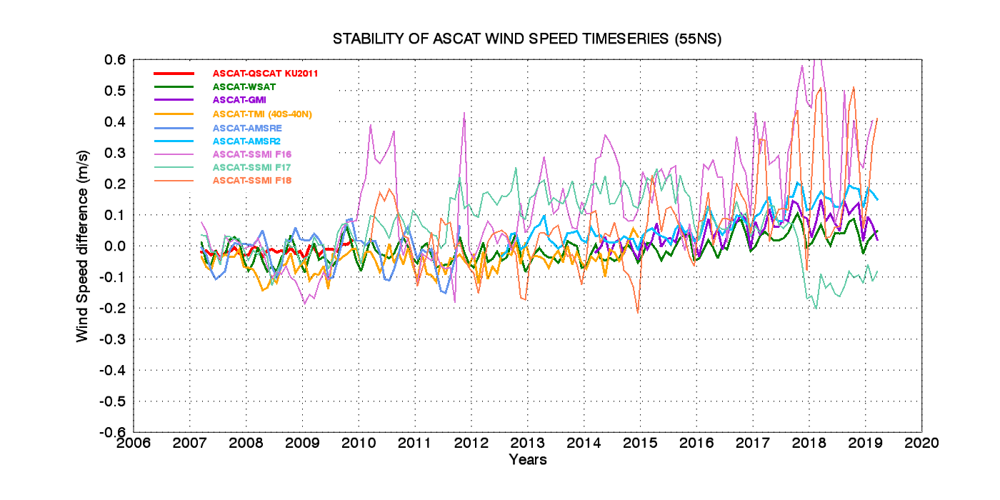 STABILITY OF ASCAT WIND SPEED TIMESERIES (55NS)
0.6
0.5
0.4
0.3
0.2
0.1
0.0
-0.1
-0.2
-0.3
-0.4
-0.5
-0.6
Wind Speed difference (m/s)
ASCAT-QSCAT KU2011
ASCAT-WSAT
ASCAT-GMI
ASCAT-TMI (40S-40N)
ASCAT-AMSRE
ASCAT-AMSR2
ASCAT-SSMI F16
ASCAT-SSMI F17
ASCAT-SSMI F18
2006 2007 2008 2009 2010 2011 2012 2013 2014 2015 2016 2017 2018 2019 2020
Years